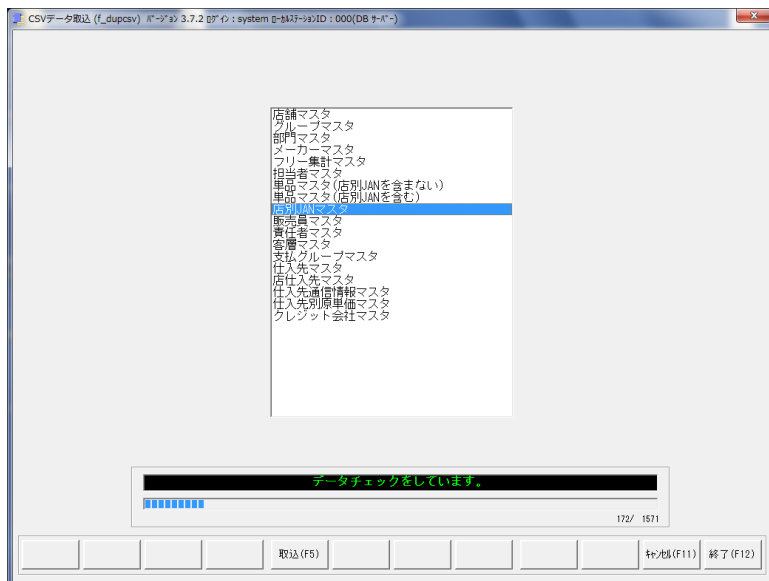 CSVデータ取込 (f_dupcsv) ﾊﾞｰｼﾞｮﾝ 3.7.2 ﾛｸﾞｲﾝ : system ﾛｰｶﾙｽﾃｰｼｮﾝID : 000(DB ｻｰﾊﾞｰ)
店舗マスタ
グループマスタ
部門マスタ
メーカーマスタ
フリー集計マスタ
担当者マスタ
単品マスタ(店別JANを含まない)
単品マスタ(店別JANを含む)
店別JANマスタ
販売員マスタ
責任者マスタ
客層マスタ
支払グループマスタ
仕入先マスタ
店仕入先マスタ
仕入先通信情報マスタ
仕入先別原単価マスタ
クレジット会社マスタ
データチェックをしています。
172/ 1571
取込(F5) ｷｬﾝｾﾙ(F11) 終了(F12)